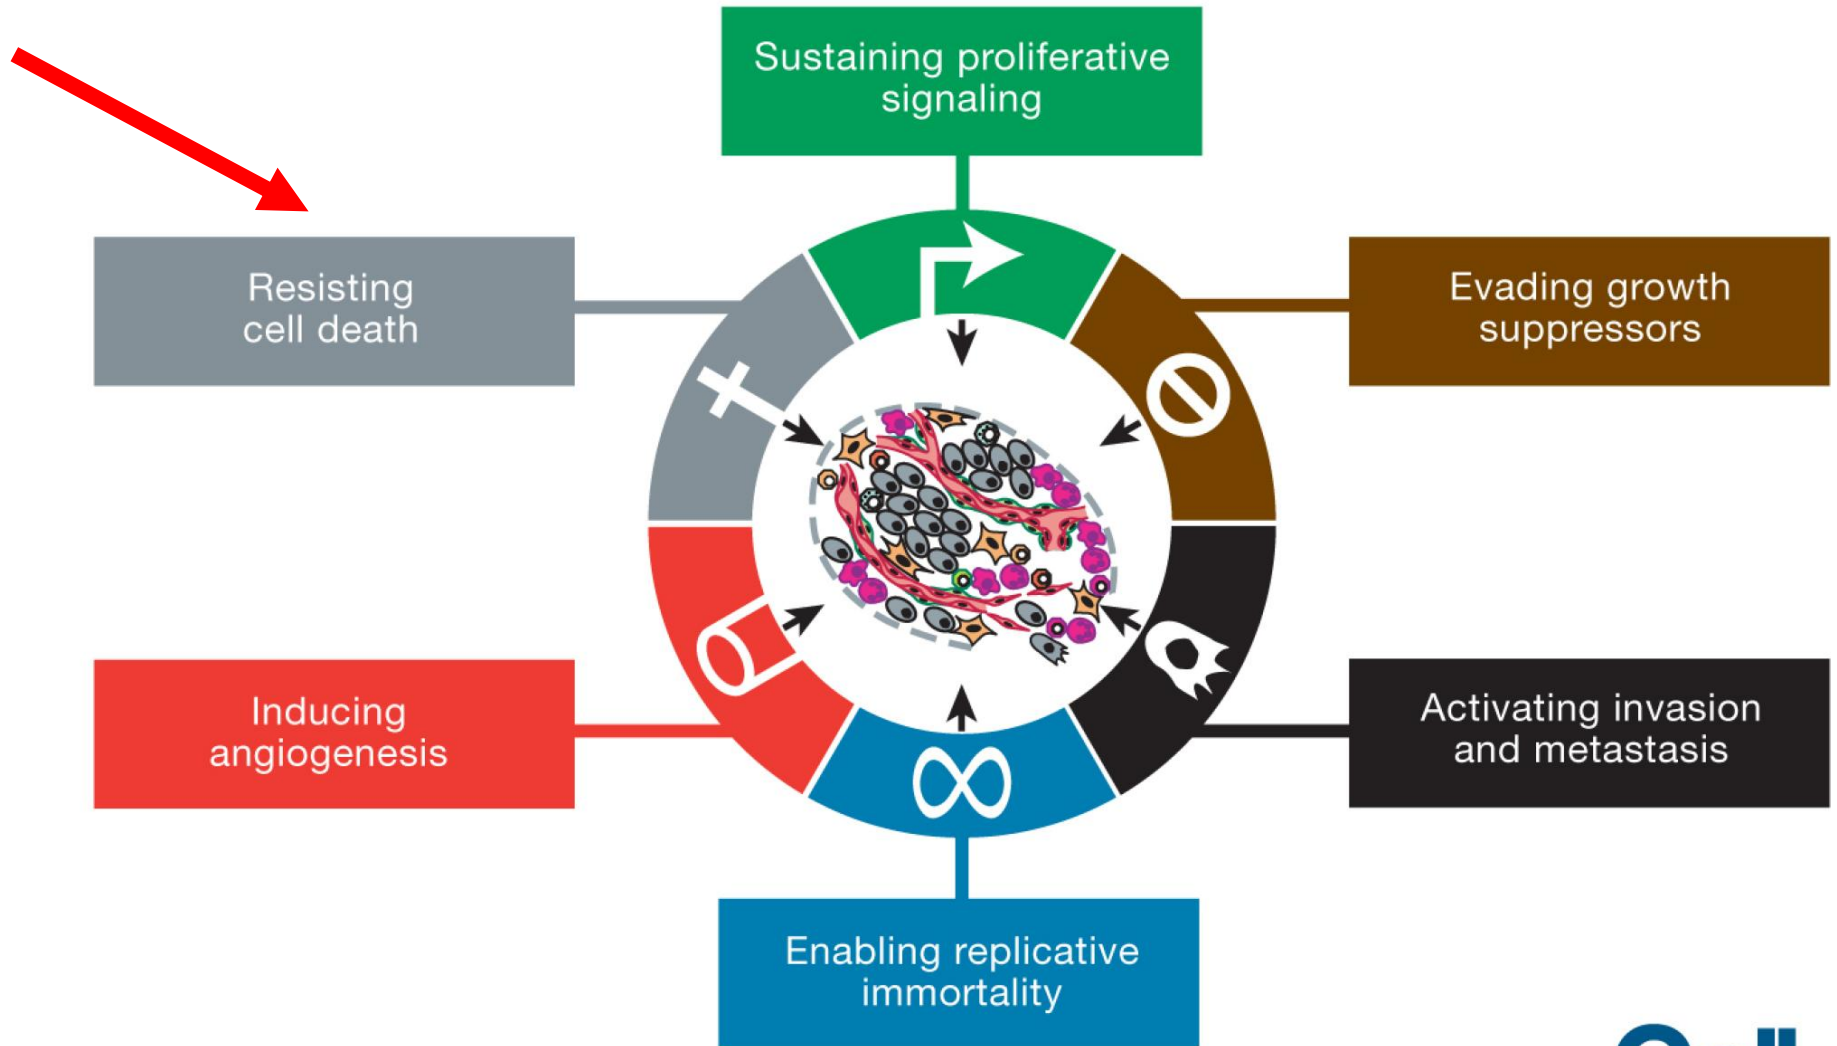 Sustaining proliferative
signaling
Resisting
cell death
Evading growth
suppressors
Inducing
angiogenesis
Activating invasion
and metastasis
Enabling replicative
immortality